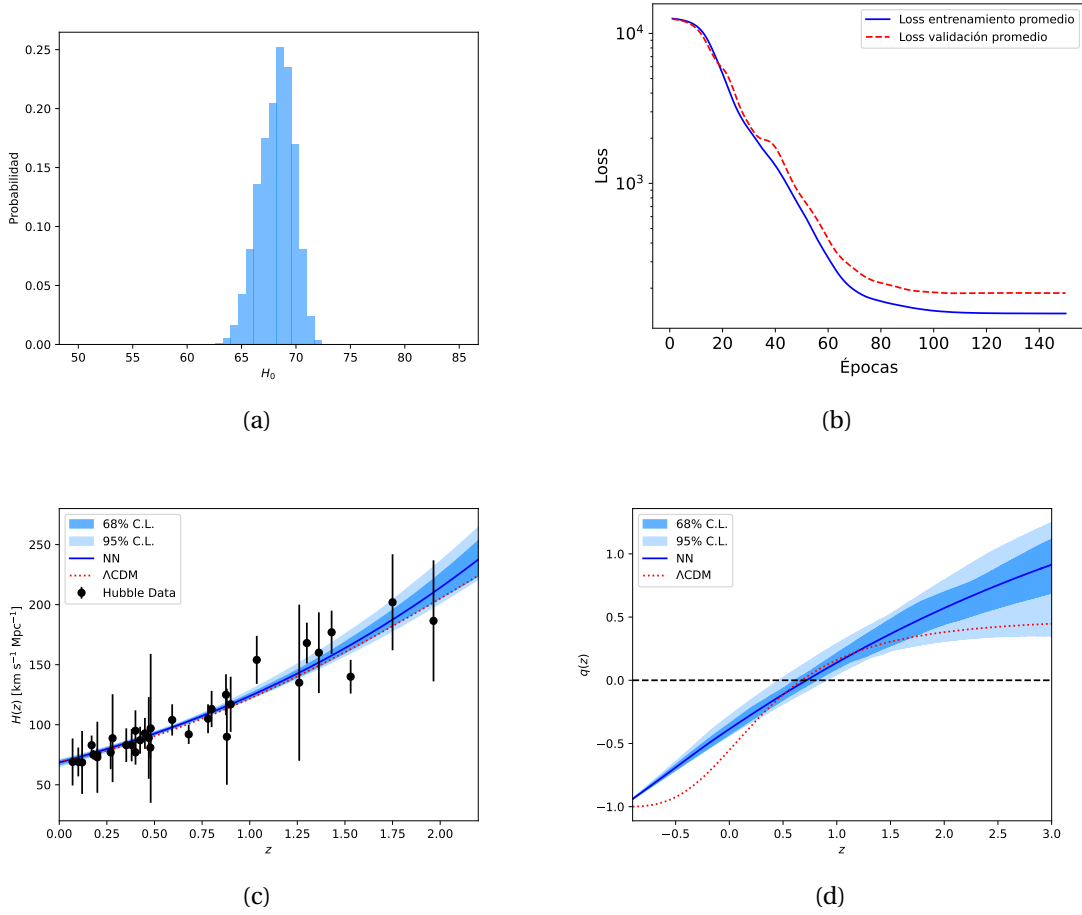 0.25
0.20
0.15
0.10
0.05
0.00
Probabilidad
50 55 60 65 70 75 80 85
H₀
(a)
10⁴
10³
Loss
Loss entrenamiento promedio
Loss validación promedio
0 20 40 60 80 100 120 140
Épocas
(b)
250
200
150
100
50
H(z) [km s⁻¹ Mpc⁻¹]
68% C.L.
95% C.L.
NN
ΛCDM
Hubble Data
0.00 0.25 0.50 0.75 1.00 1.25 1.50 1.75 2.00
z
(c)
1.0
0.5
0.0
−0.5
−1.0
q(z)
68% C.L.
95% C.L.
NN
ΛCDM
−0.5 0.0 0.5 1.0 1.5 2.0 2.5 3.0
z
(d)